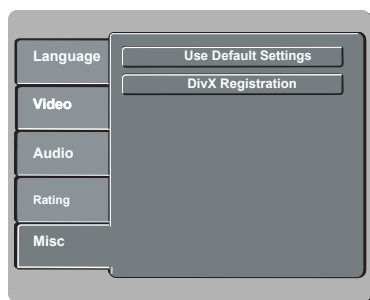 Language
Video
Audio
Rating
Misc
Use Default Settings
DivX Registration